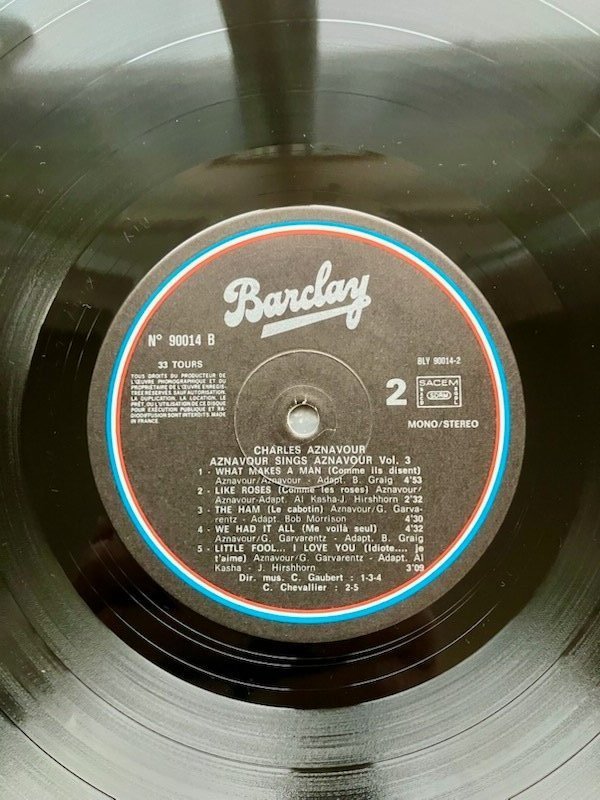 Barclay
N° 90014 B
33 TOURS
BLY 90014-2
TOUS DROITS DU PRODUCTEUR DE
L'ŒUVRE PHONOGRAPHIQUE ET DU
PROPRIETAIRE DE L'ŒUVRE ENREGIS-
TREE RÉSERVÉS SAUF AUTORISATION.
LA DUPLICATION, LA LOCATION, LE
PRÊT, OU L'UTILISATION DE CE DISQUE
POUR EXÉCUTION PUBLIQUE ET RA-
DIODIFFUSION SONT INTERDITS. MADE
IN FRANCE
2
SACEM
SDRM
MONO/STEREO
CHARLES AZNAVOUR
AZNAVOUR SINGS AZNAVOUR Vol. 3
1 - WHAT MAKES A MAN (Comme ils disent)
Aznavour/Aznavour - Adapt. B. Graig 4'53
2 - LIKE ROSES (Comme les roses) Aznavour/
Aznavour-Adapt. Al Kasha-J. Hirshhorn 2'32
3 - THE HAM (Le cabotin) Aznavour/G. Garva-
rentz - Adapt. Bob Morrison 4'30
4 - WE HAD IT ALL (Me voilà seul) 4'32
Aznavour/G. Garvarentz - Adapt. B. Graig
5 - LITTLE FOOL... I LOVE YOU (Idiote.... je
t'aime) Aznavour/G. Garvarentz - Adapt. Al
Kasha - J. Hirshhorn 3'09
Dir. mus. C. Gaubert : 1-3-4
C. Chevallier : 2-5